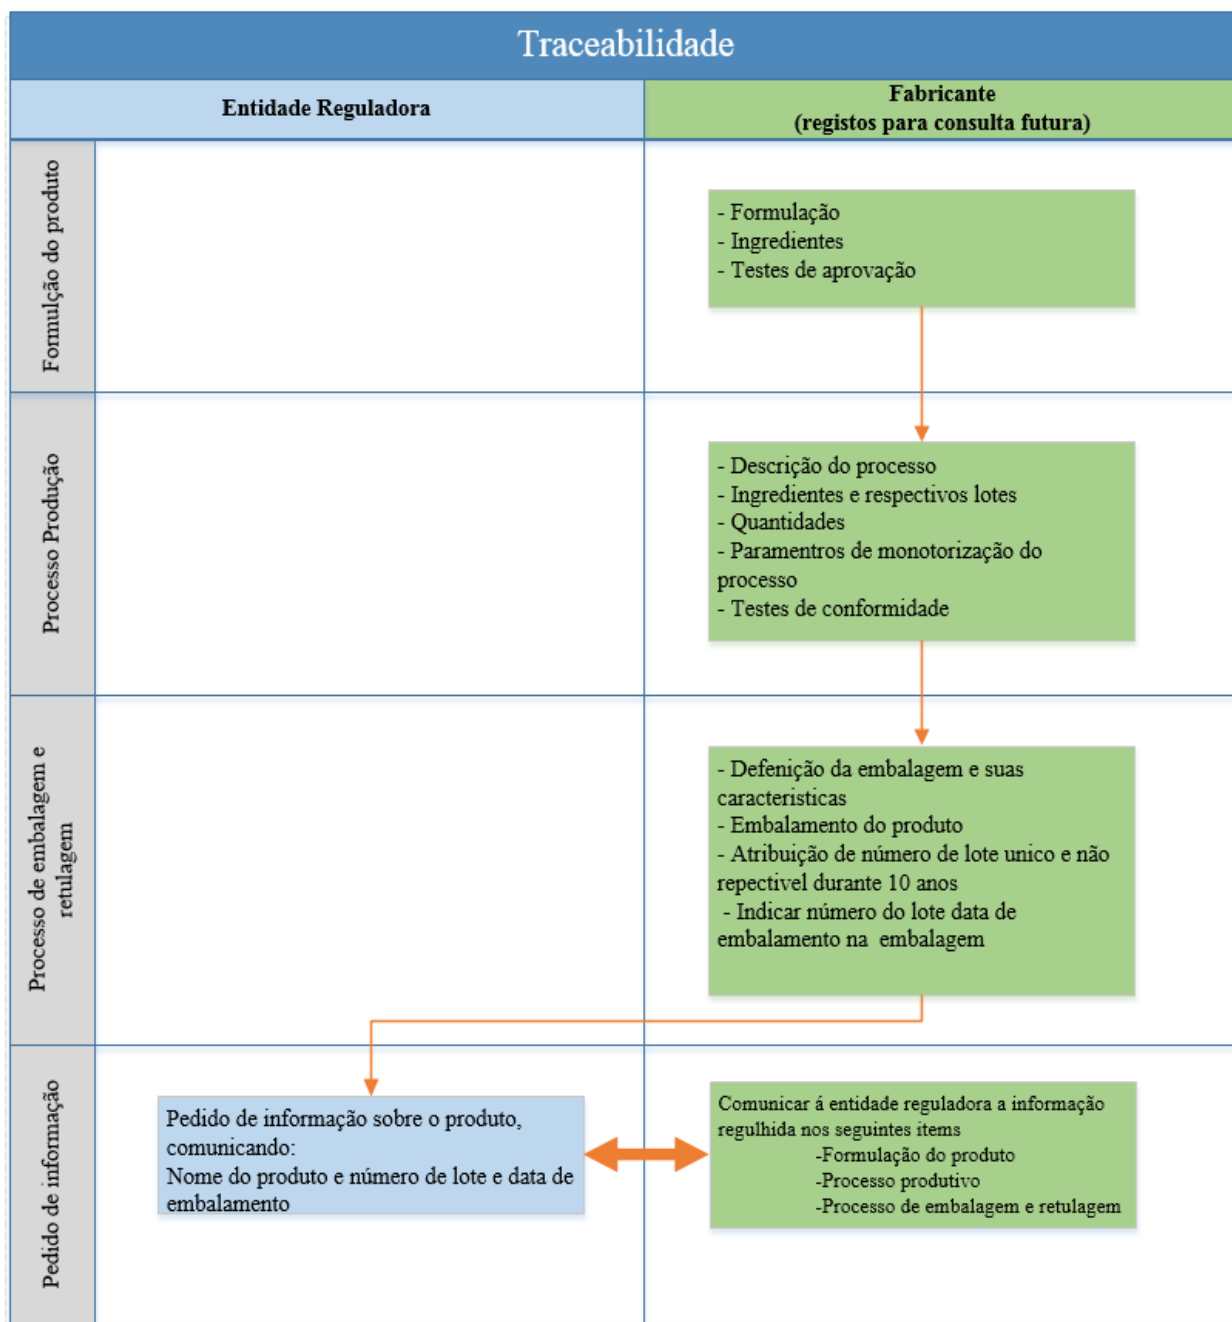 Traceabilidade
Entidade Reguladora
Fabricante
(registos para consulta futura)
Formulção do produto
- Formulação
- Ingredientes
- Testes de aprovação
Processo Produção
- Descrição do processo
- Ingredientes e respectivos lotes
- Quantidades
- Paramentros de monotorização do
processo
- Testes de conformidade
Processo de embalagem e
retulagem
- Defenição da embalagem e suas
caracteristicas
- Embalamento do produto
- Atribuição de número de lote unico e não
repectivel durante 10 anos
- Indicar número do lote data de
embalamento na embalagem
Pedido de informação
Pedido de informação sobre o produto,
comunicando:
Nome do produto e número de lote e data de
embalamento
Comunicar á entidade reguladora a informação
regulhida nos seguintes items
-Formulação do produto
-Processo produtivo
-Processo de embalagem e retulagem